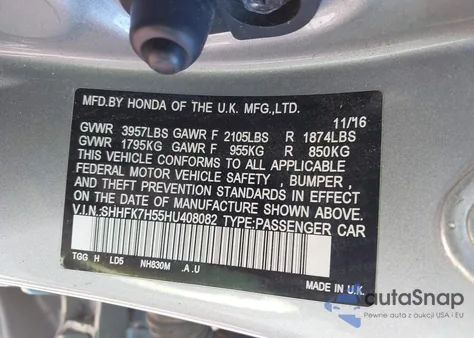 MFD.BY HONDA OF THE U.K. MFG.,LTD. 11/16
GVWR 3957LBS GAWR F 2105LBS R 1874LBS
GVWR 1795KG GAWR F 955KG R 850KG
THIS VEHICLE CONFORMS TO ALL APPLICABLE
FEDERAL MOTOR VEHICLE SAFETY , BUMPER ,
AND THEFT PREVENTION STANDARDS IN EFFECT
ON THE DATE OF MANUFACTURE SHOWN ABOVE.
V.I.N.:SHHFK7H55HU408082 TYPE:PASSENGER CAR
TGG H LD5 NH830M .A .U MADE IN U.K.
autaSnap
Pewne auta z aukcji USA i EU